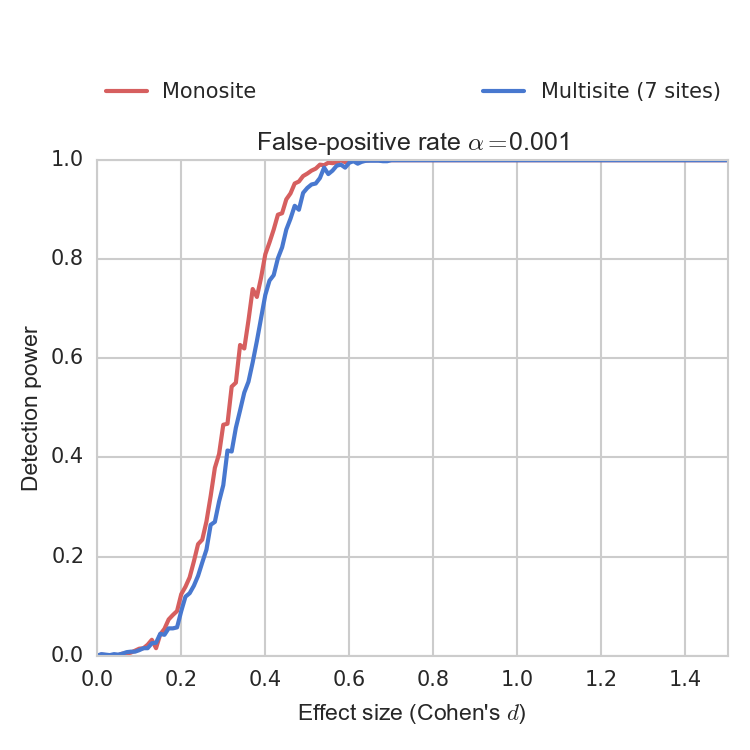 Monosite
Multisite (7 sites)
False-positive rate α=0.001
1.0
0.8
0.6
0.4
0.2
0.0
Detection power
0.0 0.2 0.4 0.6 0.8 1.0 1.2 1.4
Effect size (Cohen's d)